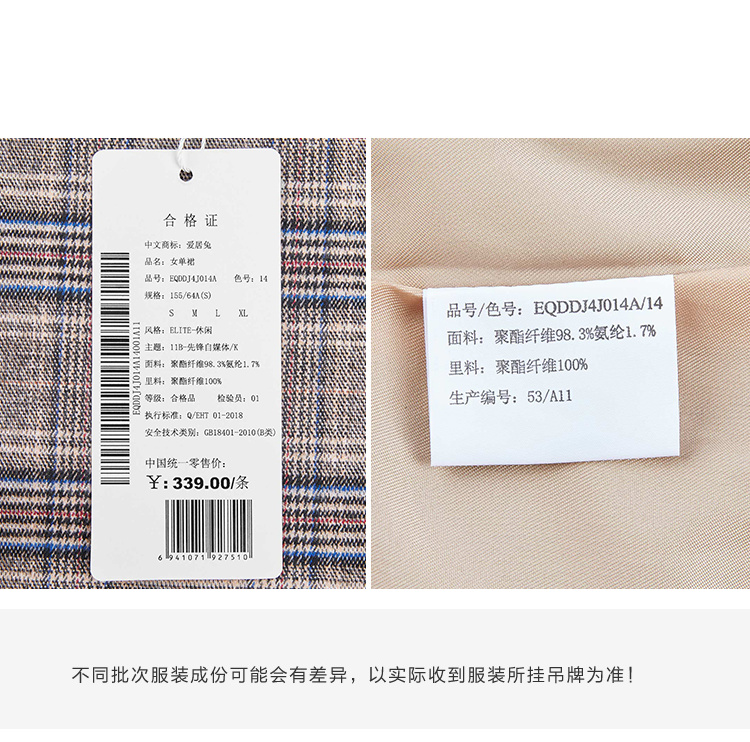 合格证
中文商标: 爱居兔
品名: 女单裙
品号: EQDDJ4J014A 色号: 14
规格: 155/64A(S)
S M L XL
风格: ELITE-休闲
主题: 11B-先锋自媒体/K
面料: 聚酯纤维98.3%氨纶1.7%
里料: 聚酯纤维100%
等级: 合格品 检验员: 01
执行标准: Q/EHT 01-2018
安全技术类别: GB18401-2010(B类)
中国统一零售价:
¥: 339.00/条
6 941071 927510
EQDDJ4J014A14001A11
品号/色号: EQDDJ4J014A/14
面料: 聚酯纤维98.3%氨纶1.7%
里料: 聚酯纤维100%
生产编号: 53/A11
不同批次服装成份可能会有差异，以实际收到服装所挂吊牌为准！